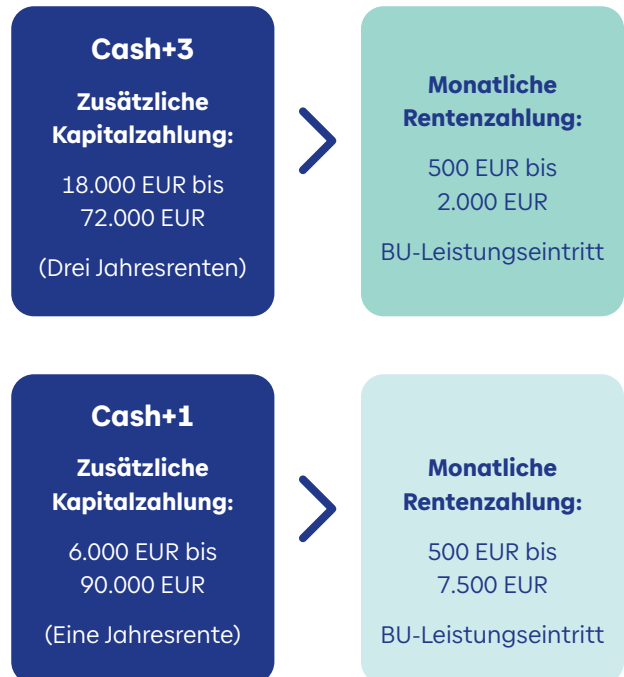 Cash+3
Zusätzliche
Kapitalzahlung:
18.000 EUR bis
72.000 EUR
(Drei Jahresrenten)
Monatliche
Rentenzahlung:
500 EUR bis
2.000 EUR
BU-Leistungseintritt
Cash+1
Zusätzliche
Kapitalzahlung:
6.000 EUR bis
90.000 EUR
(Eine Jahresrente)
Monatliche
Rentenzahlung:
500 EUR bis
7.500 EUR
BU-Leistungseintritt